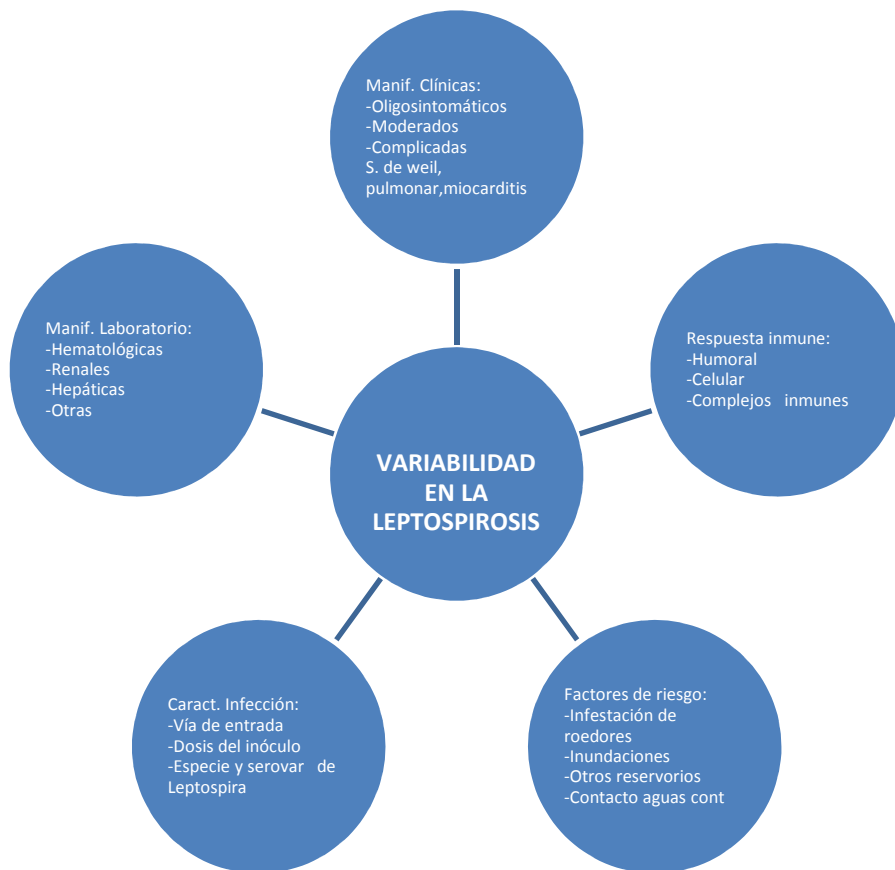 Manif. Clínicas:
-Oligosintomáticos
-Moderados
-Complicadas
S. de weil,
pulmonar,miocarditis
Manif. Laboratorio:
-Hematológicas
-Renales
-Hepáticas
-Otras
Respuesta inmune:
-Humoral
-Celular
-Complejos inmunes
VARIABILIDAD
EN LA
LEPTOSPIROSIS
Caract. Infección:
-Vía de entrada
-Dosis del inóculo
-Especie y serovar de
Leptospira
Factores de riesgo:
-Infestación de
roedores
-Inundaciones
-Otros reservorios
-Contacto aguas cont